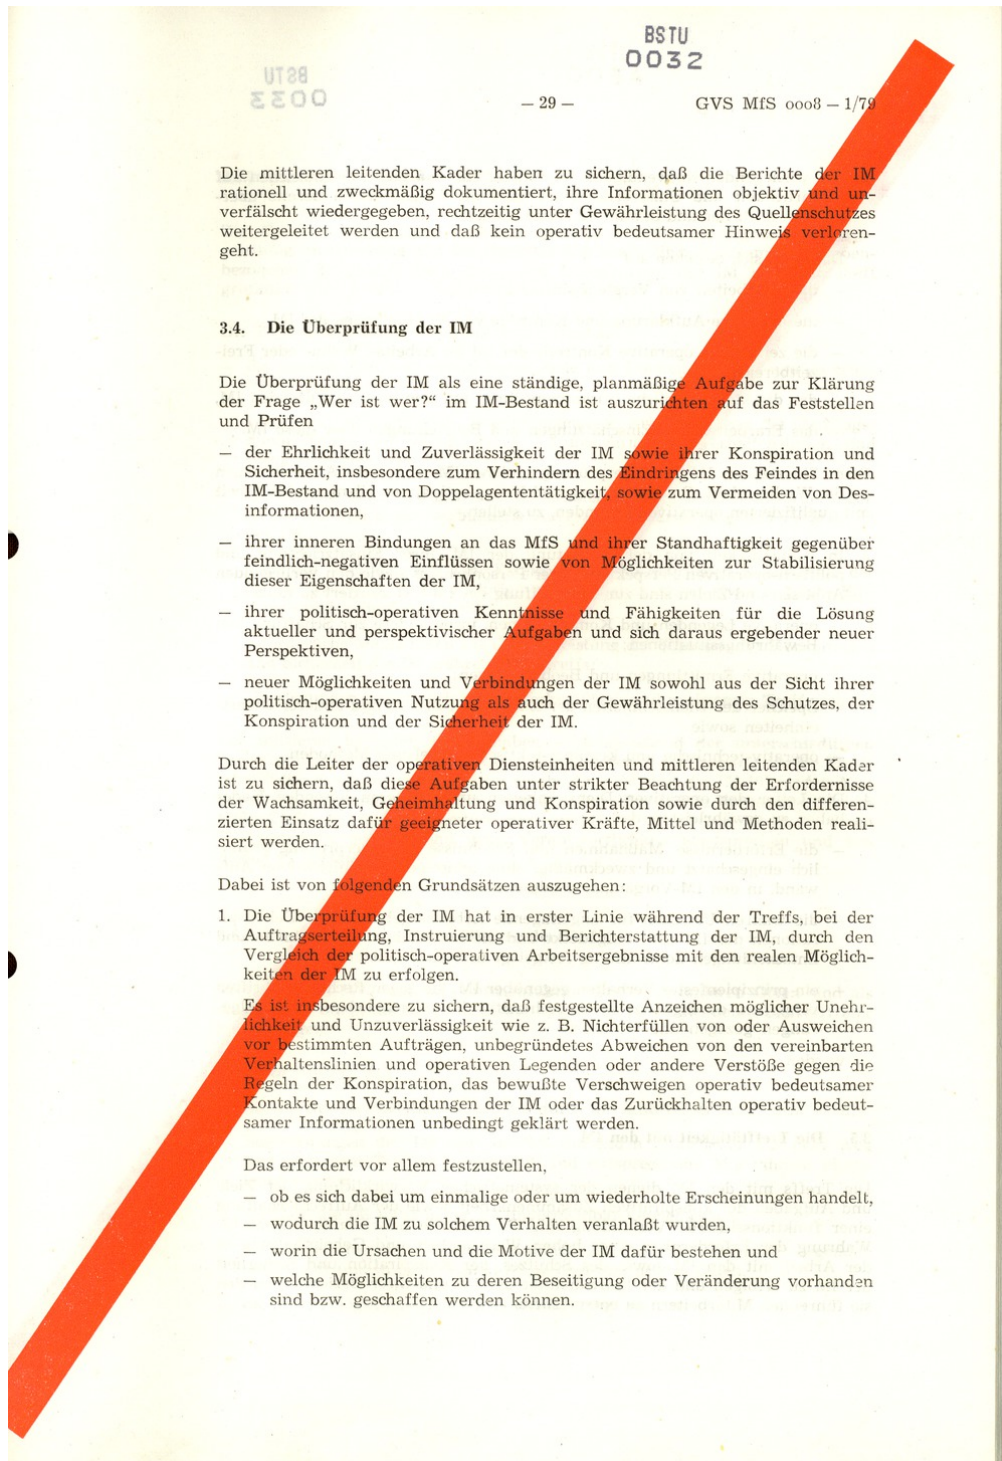 BSTU
0032
BSTU
0033
— 29 —
GVS MfS ooo8 — 1/79
Die mittleren leitenden Kader haben zu sichern, daß die Berichte der IM
rationell und zweckmäßig dokumentiert, ihre Informationen objektiv und un-
verfälscht wiedergegeben, rechtzeitig unter Gewährleistung des Quellenschutzes
weitergeleitet werden und daß kein operativ bedeutsamer Hinweis verloren-
geht.
3.4. Die Überprüfung der IM
Die Überprüfung der IM als eine ständige, planmäßige Aufgabe zur Klärung
der Frage „Wer ist wer?“ im IM-Bestand ist auszurichten auf das Feststellen
und Prüfen
— der Ehrlichkeit und Zuverlässigkeit der IM sowie ihrer Konspiration und
Sicherheit, insbesondere zum Verhindern des Eindringens des Feindes in den
IM-Bestand und von Doppelagententätigkeit, sowie zum Vermeiden von Des-
informationen,
— ihrer inneren Bindungen an das MfS und ihrer Standhaftigkeit gegenüber
feindlich-negativen Einflüssen sowie von Möglichkeiten zur Stabilisierung
dieser Eigenschaften der IM,
— ihrer politisch-operativen Kenntnisse und Fähigkeiten für die Lösung
aktueller und perspektivischer Aufgaben und sich daraus ergebender neuer
Perspektiven,
— neuer Möglichkeiten und Verbindungen der IM sowohl aus der Sicht ihrer
politisch-operativen Nutzung als auch der Gewährleistung des Schutzes, der
Konspiration und der Sicherheit der IM.
Durch die Leiter der operativen Diensteinheiten und mittleren leitenden Kader
ist zu sichern, daß diese Aufgaben unter strikter Beachtung der Erfordernisse
der Wachsamkeit, Geheimhaltung und Konspiration sowie durch den differen-
zierten Einsatz dafür geeigneter operativer Kräfte, Mittel und Methoden reali-
siert werden.
Dabei ist von folgenden Grundsätzen auszugehen:
1. Die Überprüfung der IM hat in erster Linie während der Treffs, bei der
Auftragserteilung, Instruierung und Berichterstattung der IM, durch den
Vergleich der politisch-operativen Arbeitsergebnisse mit den realen Möglich-
keiten der IM zu erfolgen.
Es ist insbesondere zu sichern, daß festgestellte Anzeichen möglicher Unehr-
lichkeit und Unzuverlässigkeit wie z. B. Nichterfüllen von oder Ausweichen
vor bestimmten Aufträgen, unbegründetes Abweichen von den vereinbarten
Verhaltenslinien und operativen Legenden oder andere Verstöße gegen die
Regeln der Konspiration, das bewußte Verschweigen operativ bedeutsamer
Kontakte und Verbindungen der IM oder das Zurückhalten operativ bedeut-
samer Informationen unbedingt geklärt werden.
Das erfordert vor allem festzustellen,
— ob es sich dabei um einmalige oder um wiederholte Erscheinungen handelt,
— wodurch die IM zu solchem Verhalten veranlaßt wurden,
— worin die Ursachen und die Motive der IM dafür bestehen und
— welche Möglichkeiten zu deren Beseitigung oder Veränderung vorhanden
sind bzw. geschaffen werden können.